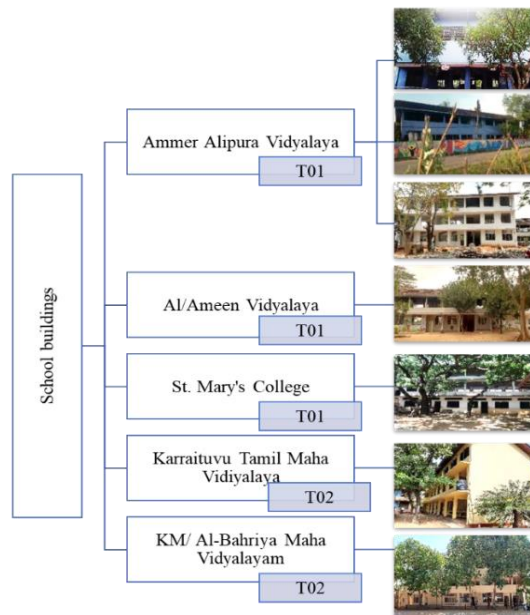 School buildings
Ammer Alipura Vidyalaya
T01
Al/Ameen Vidyalaya
T01
St. Mary's College
T01
Karraituvu Tamil Maha
Vidiyalaya
T02
KM/ Al-Bahriya Maha
Vidyalayam
T02